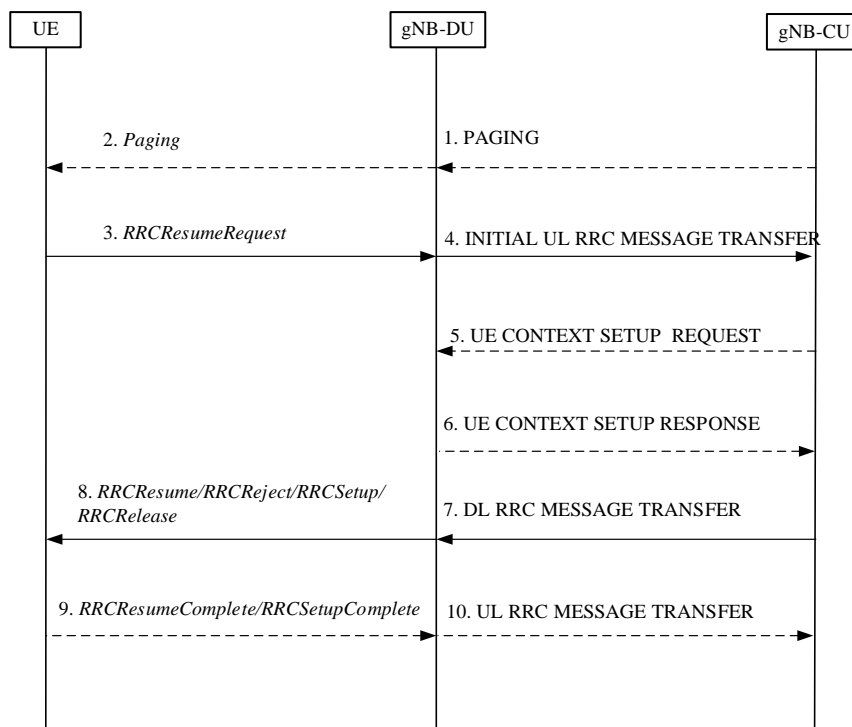 UE
gNB-DU
gNB-CU
2. Paging
1. PAGING
3. RRCResumeRequest
4. INITIAL UL RRC MESSAGE TRANSFER
5. UE CONTEXT SETUP REQUEST
6. UE CONTEXT SETUP RESPONSE
8. RRCResume/RRCReject/RRCSetup/
RRCRelease
7. DL RRC MESSAGE TRANSFER
9. RRCResumeComplete/RRCSetupComplete
10. UL RRC MESSAGE TRANSFER